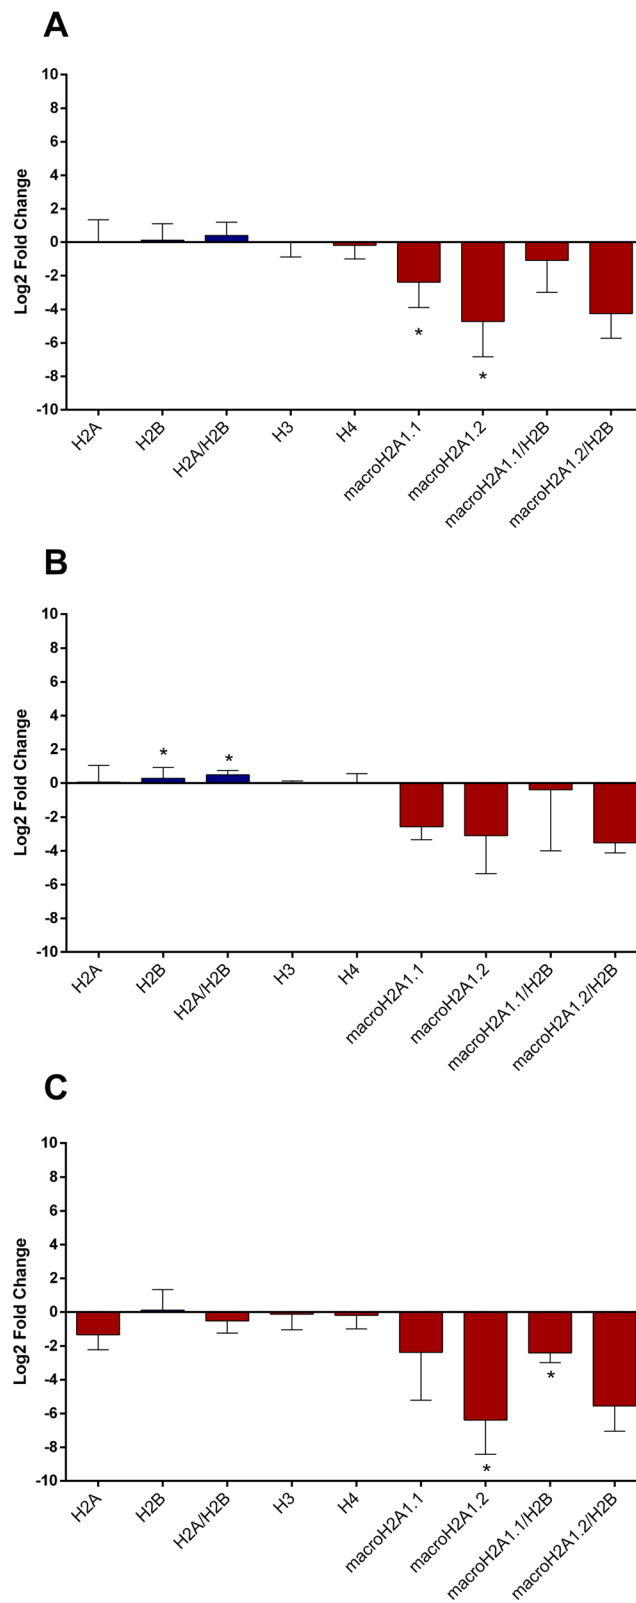 A
Log2 Fold Change
10
8
6
4
2
0
-2
-4
-6
-8
-10
*
*
H2A
H2B
H2A/H2B
H3
H4
macroH2A1.1
macroH2A1.2
macroH2A1.1/H2B
macroH2A1.2/H2B
B
Log2 Fold Change
10
8
6
4
2
0
-2
-4
-6
-8
-10
*
*
H2A
H2B
H2A/H2B
H3
H4
macroH2A1.1
macroH2A1.2
macroH2A1.1/H2B
macroH2A1.2/H2B
C
Log2 Fold Change
10
8
6
4
2
0
-2
-4
-6
-8
-10
*
*
H2A
H2B
H2A/H2B
H3
H4
macroH2A1.1
macroH2A1.2
macroH2A1.1/H2B
macroH2A1.2/H2B